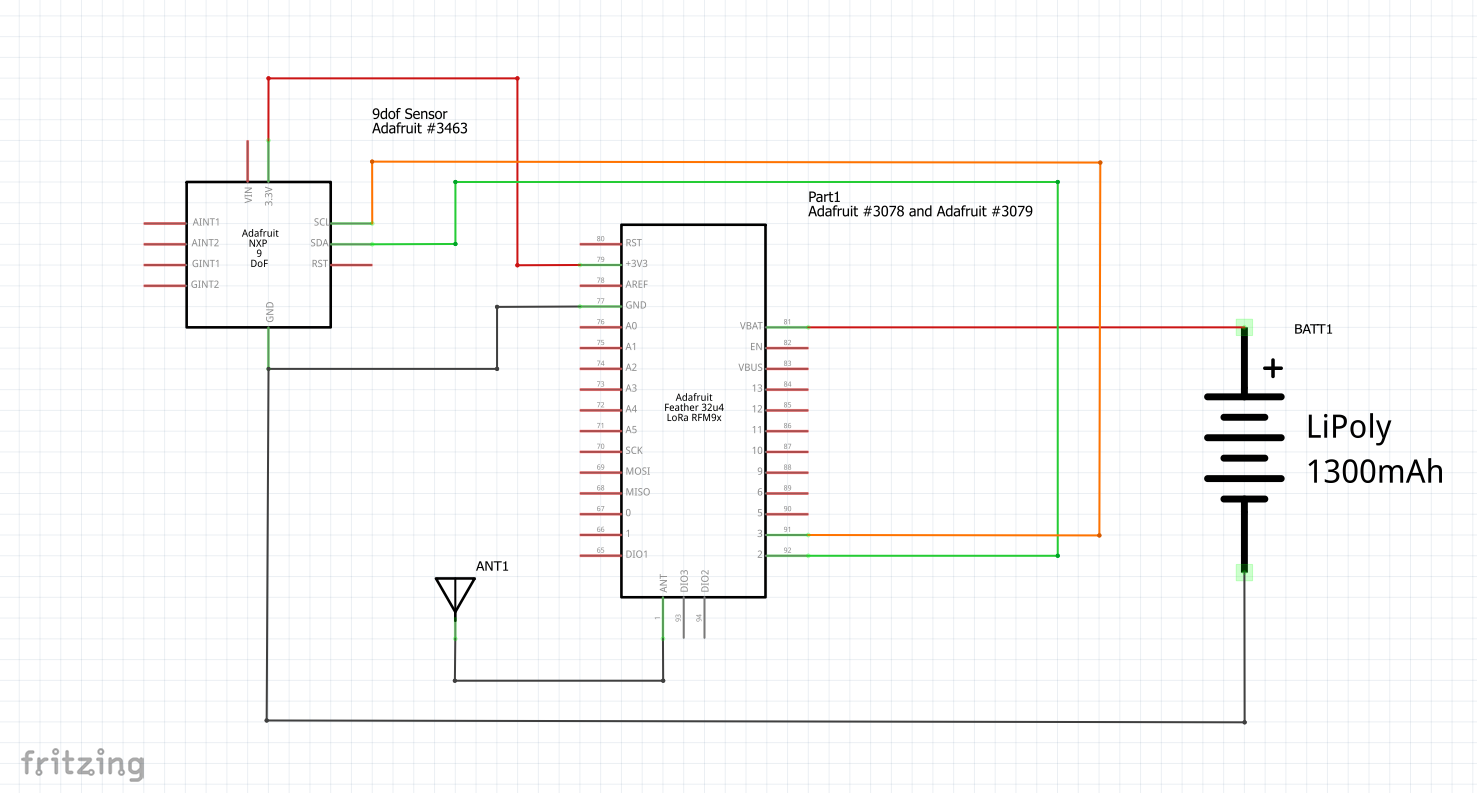 9dof Sensor
Adafruit #3463
VIN
3.3V
AINT1
AINT2
GINT1
GINT2
Adafruit
NXP
9
DoF
SCL
SDA
RST
GND
Part1
Adafruit #3078 and Adafruit #3079
80 RST
79 +3V3
78 AREF
77 GND
76 A0
75 A1
74 A2
73 A3
72 A4
71 A5
70 SCK
69 MOSI
68 MISO
67 0
66 1
65 DIO1
Adafruit
Feather 32u4
LoRa RFM9x
VBAT 81
EN 82
VBUS 83
13 84
12 85
11 86
10 87
9 88
6 89
5 90
3 91
2 92
ANT
DIO3
DIO2
1
93
94
BATT1
+
LiPoly
1300mAh
ANT1
fritzing